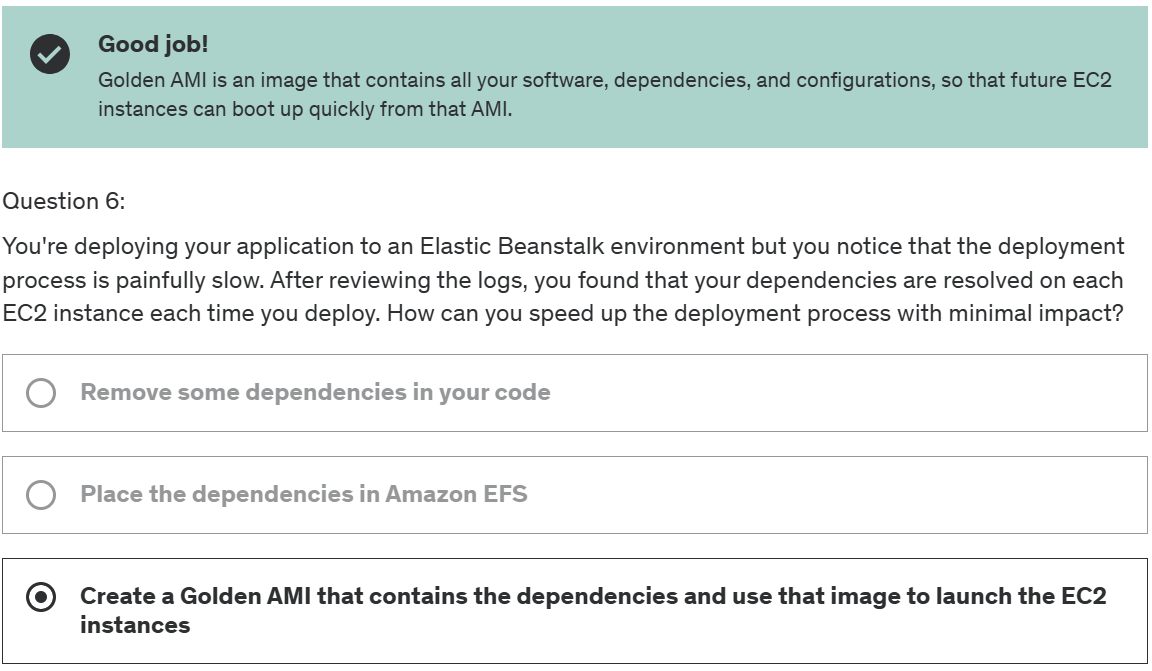 Good job!
Golden AMI is an image that contains all your software, dependencies, and configurations, so that future EC2
instances can boot up quickly from that AMI.
Question 6:
You're deploying your application to an Elastic Beanstalk environment but you notice that the deployment
process is painfully slow. After reviewing the logs, you found that your dependencies are resolved on each
EC2 instance each time you deploy. How can you speed up the deployment process with minimal impact?
Remove some dependencies in your code
Place the dependencies in Amazon EFS
Create a Golden AMI that contains the dependencies and use that image to launch the EC2
instances